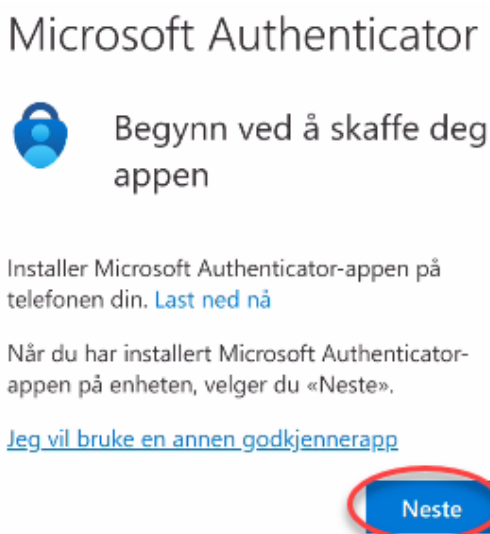 Microsoft Authenticator
Begynn ved å skaffe deg
appen
Installer Microsoft Authenticator-appen på
telefonen din. Last ned nå
Når du har installert Microsoft Authenticator-
appen på enheten, velger du «Neste».
Jeg vil bruke en annen godkjennerapp
Neste